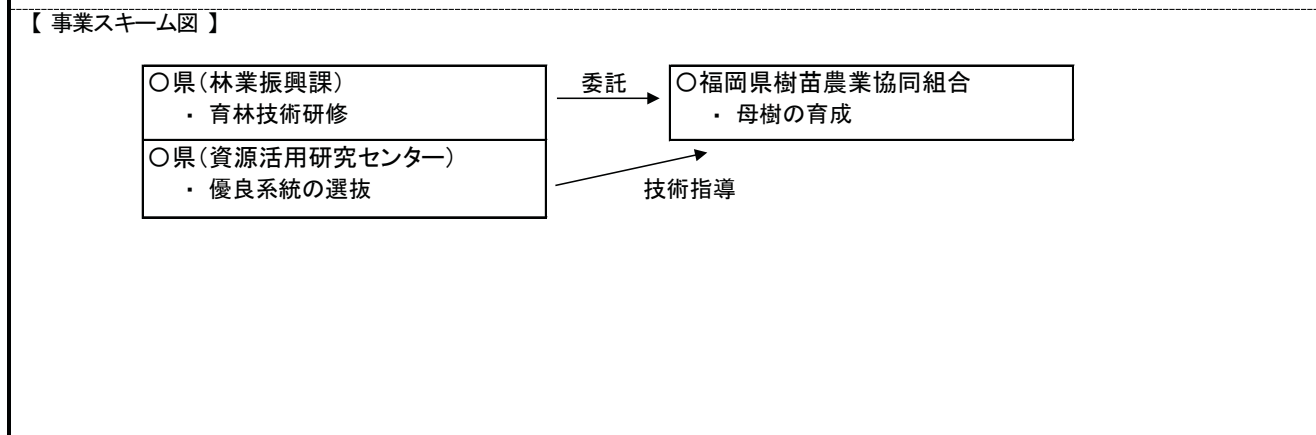 【 事業スキーム図 】
○県(林業振興課)
・ 育林技術研修
委託
○福岡県樹苗農業協同組合
・ 母樹の育成
○県(資源活用研究センター)
・ 優良系統の選抜
技術指導